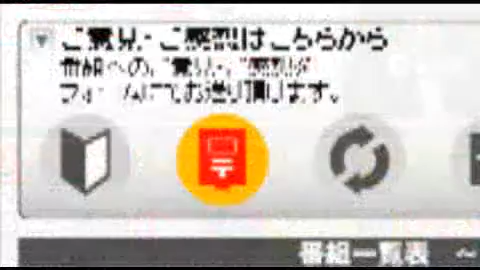 ご意見・ご感想はこちらから
番組へのご意見・ご感想が
フォームにてお送り頂けます。
番組一覧表 へ